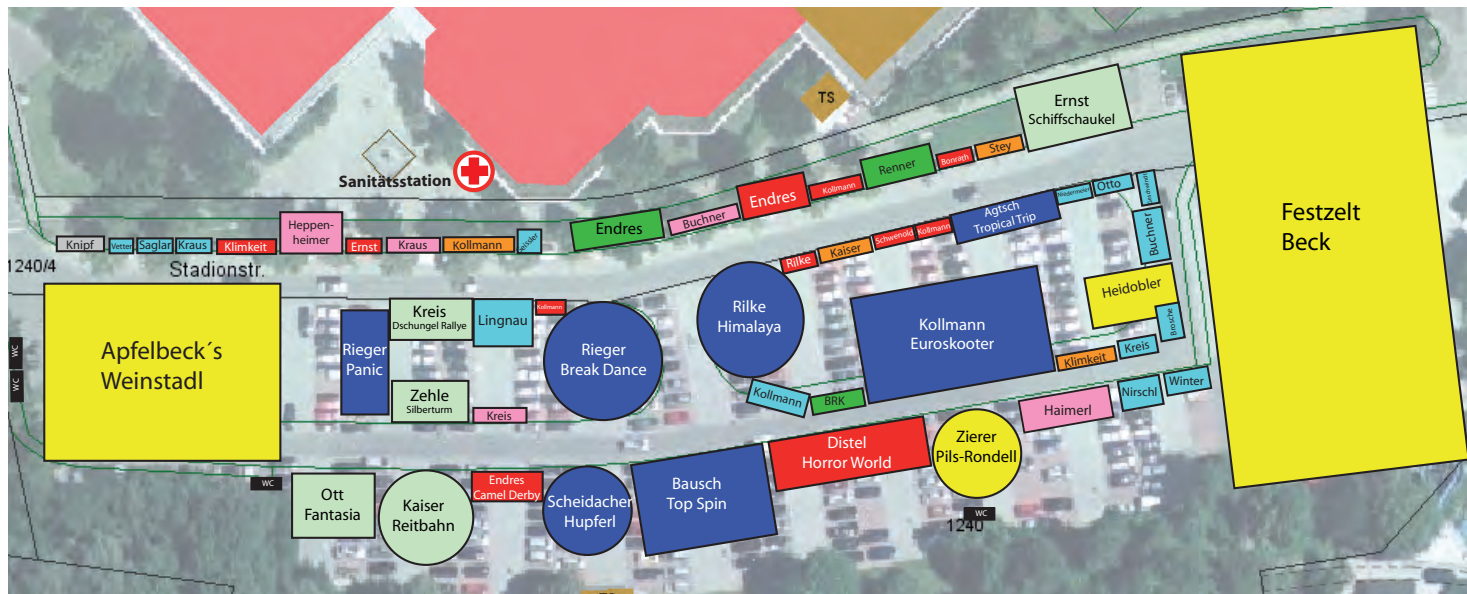 TS
Ernst
Schiffschaukel
Stey
Bonrath
Renner
Kollmann
Endres
Buchner
Endres
Sanitätsstation
Festzelt
Beck
Otto
Agtsch
Tropical Trip
Kollmann
Schwenold
Kaiser
Rilke
Buchner
Knipf
Vetter
Saglar
Kraus
Klimkeit
Heppen-
heimer
Ernst
Kraus
Kollmann
1240/4
Stadionstr.
Apfelbeck´s
Weinstadl
WC
WC
Rieger
Panic
Kreis
Dschungel Rallye
Lingnau
Kollmann
Zehle
Silberturm
Kreis
Rieger
Break Dance
Rilke
Himalaya
Kollmann
Euroskooter
Heidobler
Brosche
Klimkeit
Kreis
Kollmann
BRK
Haimerl
Nirschl
Winter
WC
Ott
Fantasia
Kaiser
Reitbahn
Endres
Camel Derby
Scheidacher
Hupferl
Bausch
Top Spin
Distel
Horror World
Zierer
Pils-Rondell
WC
1240